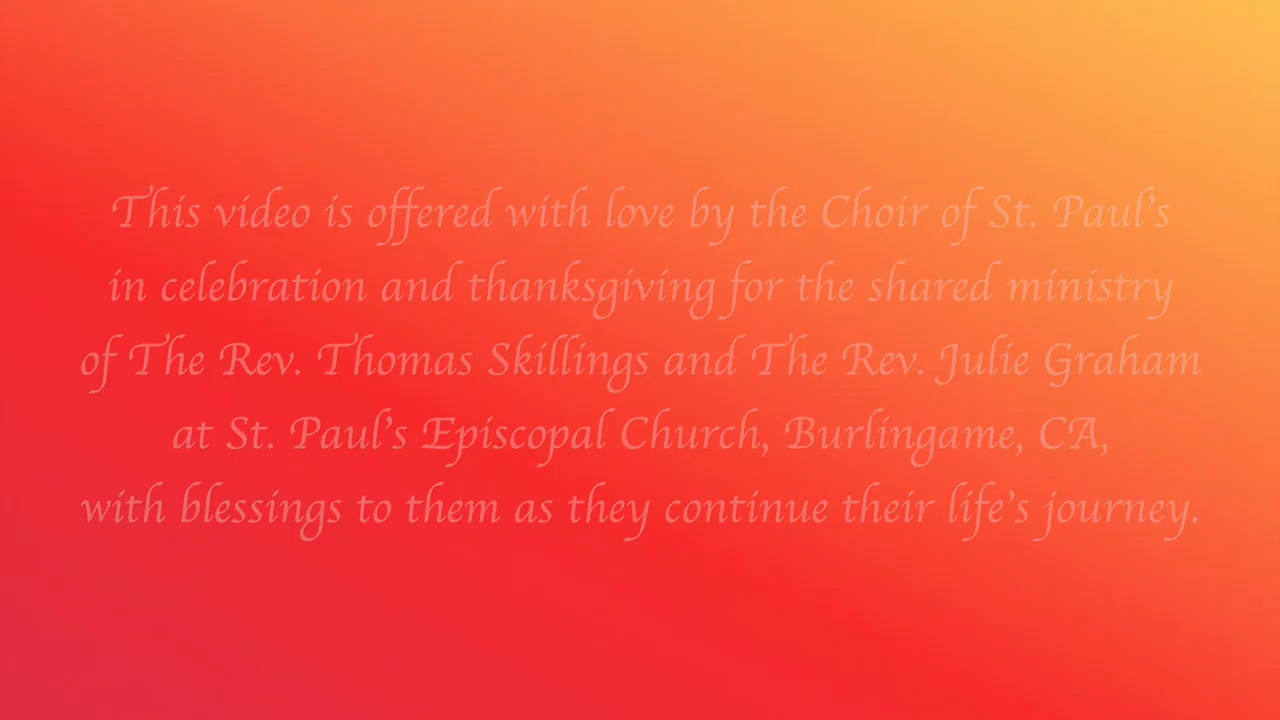 This video is offered with love by the Choir of St. Paul's
in celebration and thanksgiving for the shared ministry
of The Rev. Thomas Skillings and The Rev. Julie Graham
at St. Paul's Episcopal Church, Burlingame, CA,
with blessings to them as they continue their life's journey.